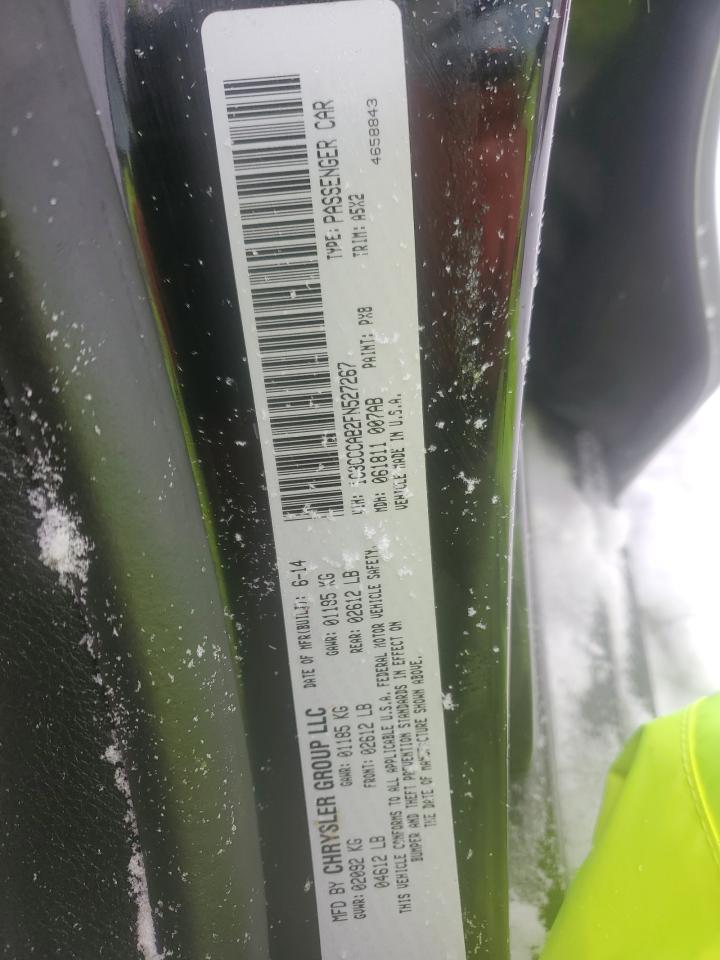 MFD BY CHRYSLER GROUP LLC DATE OF MFR(BUILT): 6-14
GVWR: 02092 KG GAWR: 01185 KG GAWR: 01195 KG
04612 LB FRONT: 02612 LB REAR: 02612 LB
THIS VEHICLE CONFORMS TO ALL APPLICABLE U.S.A. FEDERAL MOTOR VEHICLE SAFETY,
BUMPER AND THEFT PREVENTION STANDARDS IN EFFECT ON
THE DATE OF MANUFACTURE SHOWN ABOVE.
VIN: 1C3CCCAB2FN527267 TYPE: PASSENGER CAR
MDH: 061811 007AB PAINT: PX8 TRIM: A5X2
VEHICLE MADE IN U.S.A. 4658843